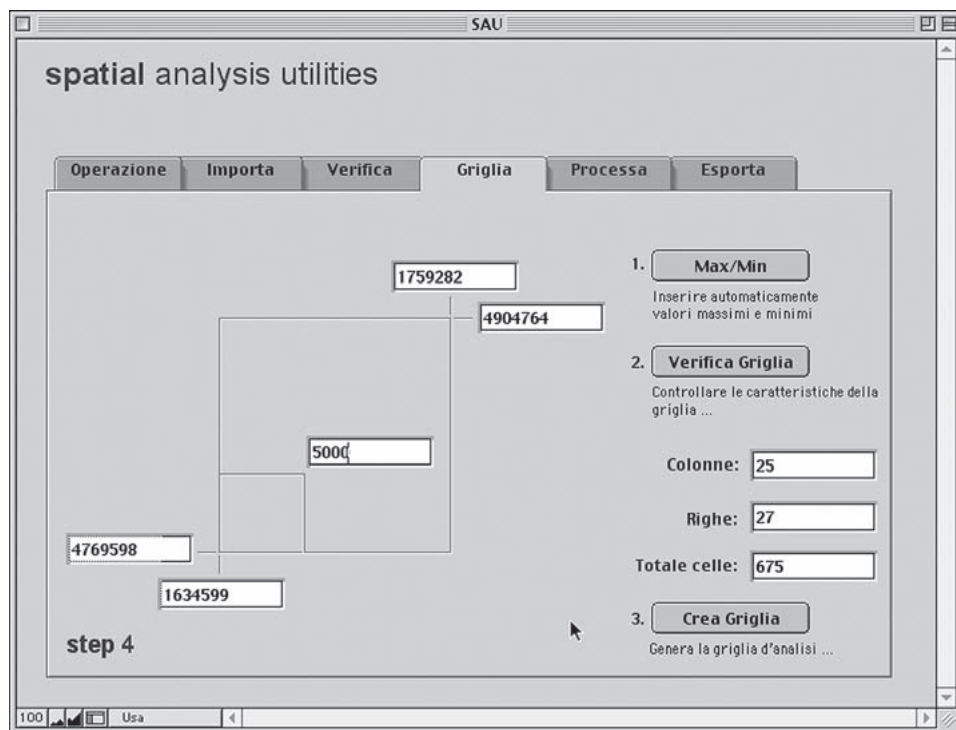 SAU
spatial analysis utilities
Operazione Importa Verifica Griglia Processa Esporta
1759282
4904764
5000
4769598
1634599
step 4
1. Max/Min
Inserire automaticamente
valori massimi e minimi
2. Verifica Griglia
Controllare le caratteristiche della
griglia ...
Colonne: 25
Righe: 27
Totale celle: 675
3. Crea Griglia
Genera la griglia d'analisi ...
100 Usa